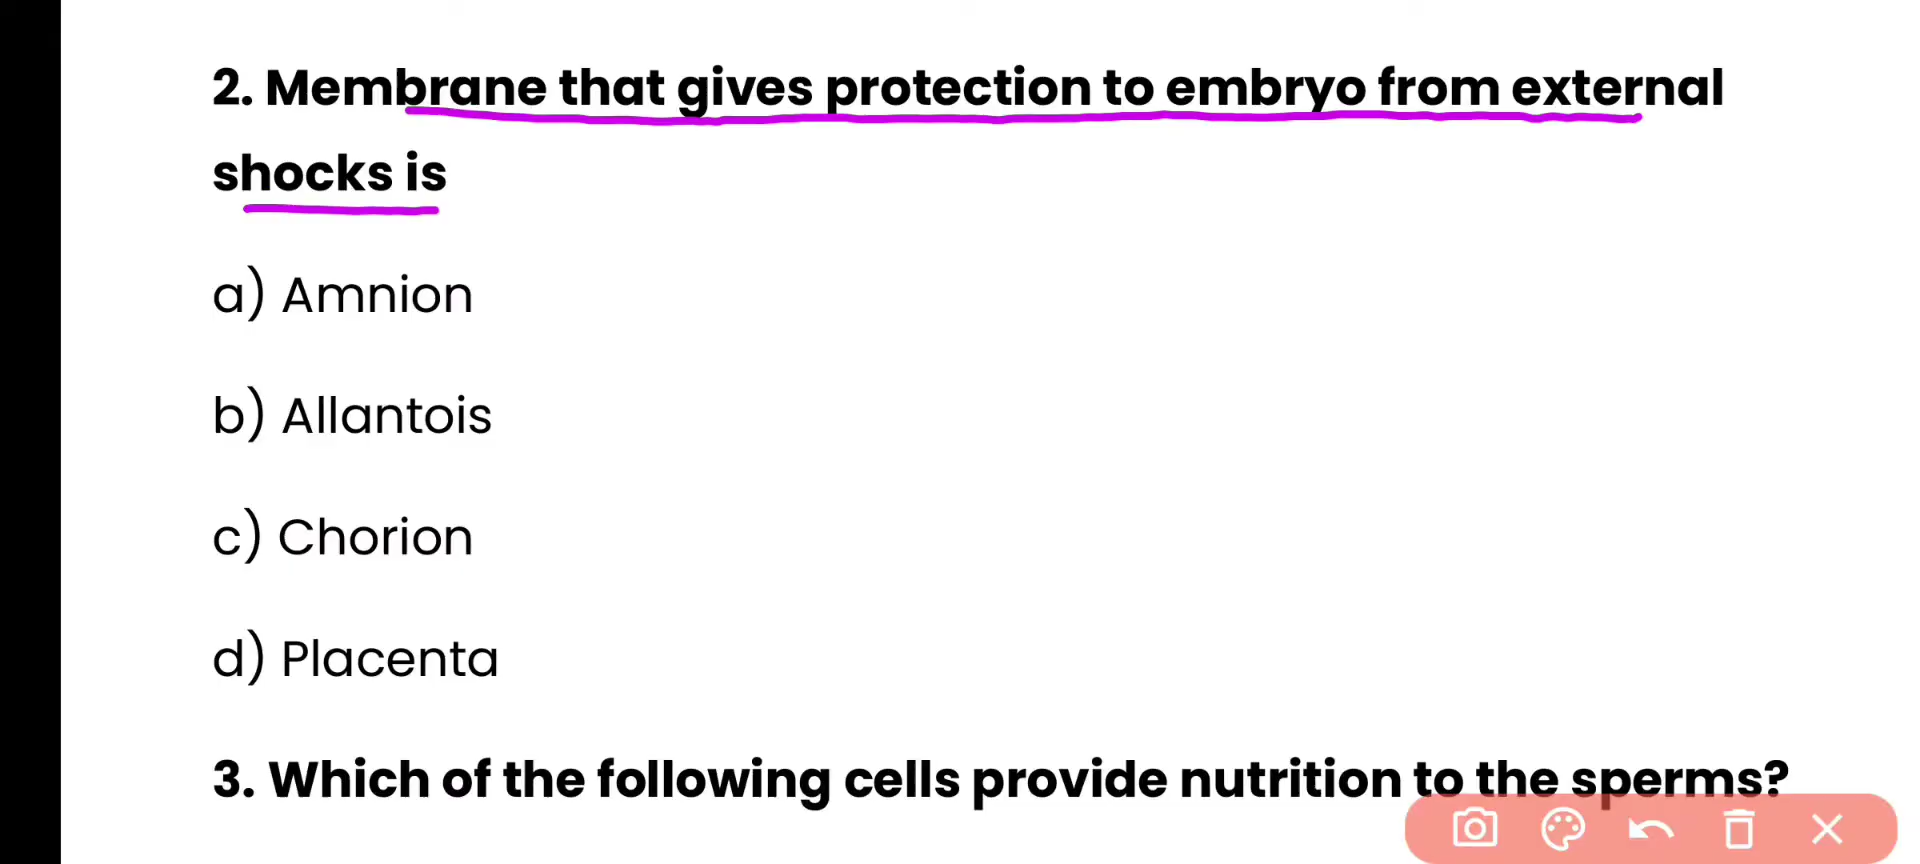 2. Membrane that gives protection to embryo from external
shocks is
a) Amnion
b) Allantois
c) Chorion
d) Placenta
3. Which of the following cells provide nutrition to the sperms?